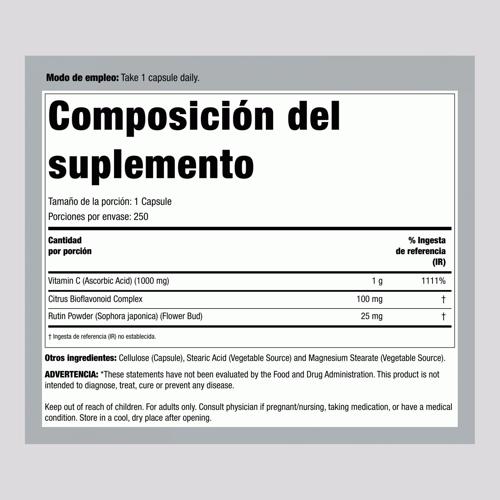 Modo de empleo: Take 1 capsule daily.
Composición del
suplemento
Tamaño de la porción: 1 Capsule
Porciones por envase: 250
Cantidad
por porción
% Ingesta
de referencia
(IR)
Vitamin C (Ascorbic Acid) (1000 mg) 1 g 1111%
Citrus Bioflavonoid Complex 100 mg †
Rutin Powder (Sophora japonica) (Flower Bud) 25 mg †
† Ingesta de referencia (IR) no establecida.
Otros ingredientes: Cellulose (Capsule), Stearic Acid (Vegetable Source) and Magnesium Stearate (Vegetable Source).
ADVERTENCIA: *These statements have not been evaluated by the Food and Drug Administration. This product is not
intended to diagnose, treat, cure or prevent any disease.
Keep out of reach of children. For adults only. Consult physician if pregnant/nursing, taking medication, or have a medical
condition. Store in a cool, dry place after opening.